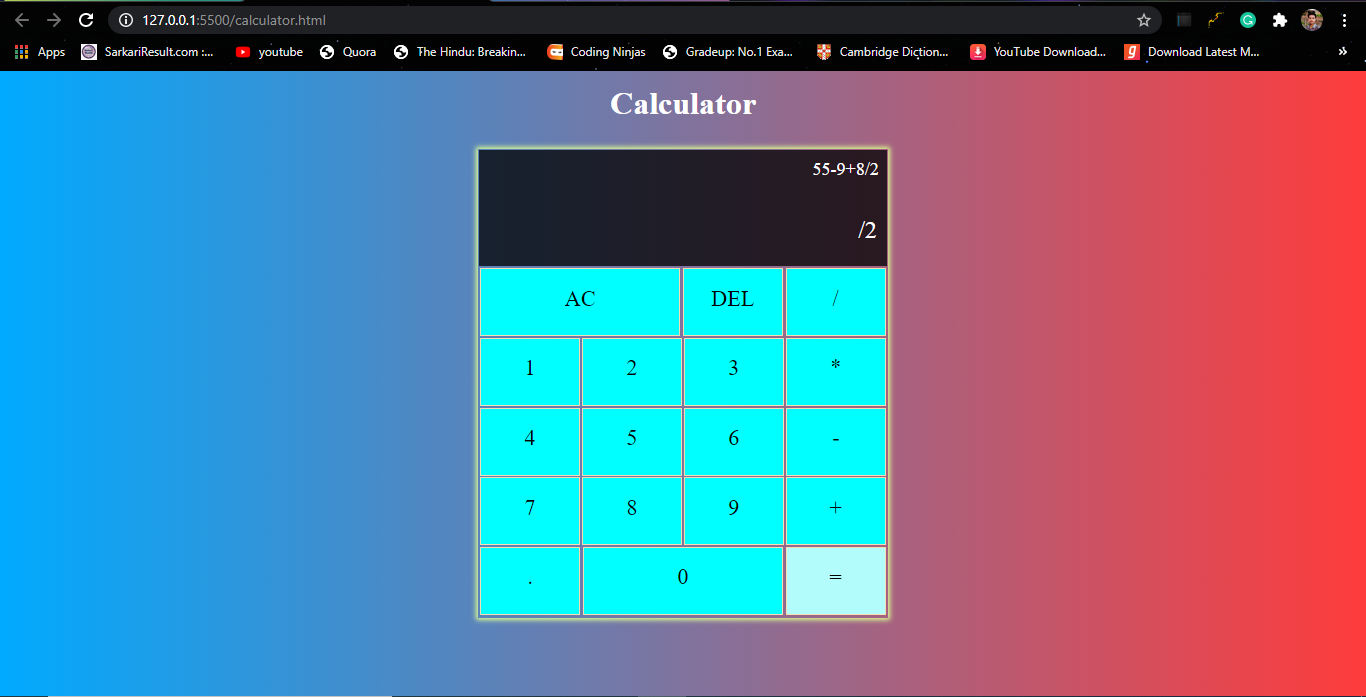 127.0.0.1:5500/calculator.html
Apps SarkariResult.com :... youtube Quora The Hindu: Breakin... Coding Ninjas Gradeup: No.1 Exa... Cambridge Diction... YouTube Download... Download Latest M... »
Calculator
55-9+8/2
/2
AC DEL /
1 2 3 *
4 5 6 -
7 8 9 +
. 0 =